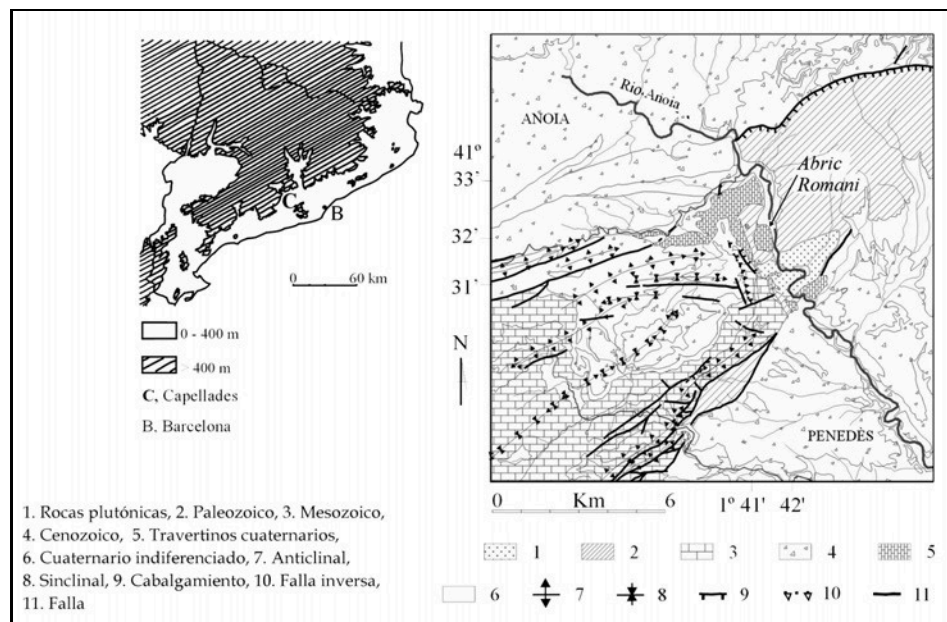 C
B
0 60 km
0 - 400 m
> 400 m
C, Capellades
B. Barcelona
1. Rocas plutónicas, 2. Paleozoico, 3. Mesozoico,
4. Cenozoico, 5. Travertinos cuaternarios,
6. Cuaternario indiferenciado, 7. Anticlinal,
8. Sinclinal, 9. Cabalgamiento, 10. Falla inversa,
11. Falla
N
41º
33'
32'
31'
Rio Anoia
ANOIA
Abric
Romani
PENEDÈS
0 Km 6 1º 41' 42'
1 2 3 4 5
6 7 8 9 10 11